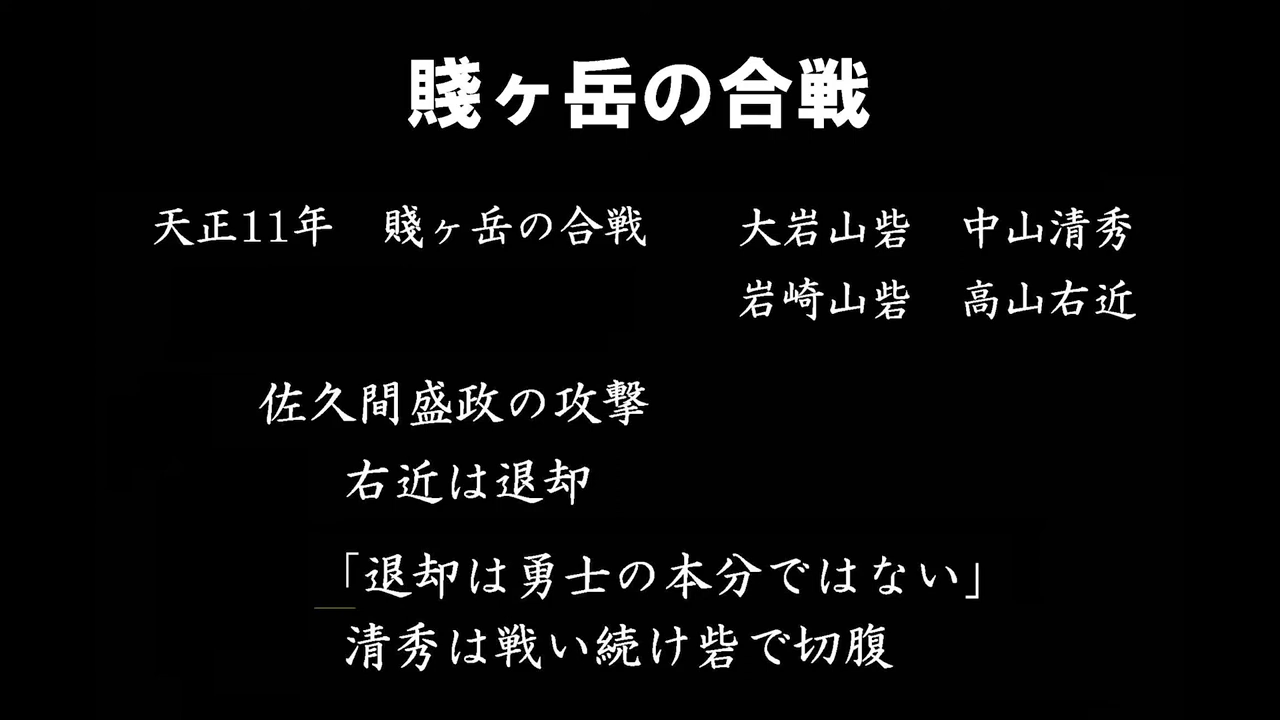 賤ヶ岳の合戦
天正11年　賤ヶ岳の合戦　　大岩山砦　中山清秀
岩崎山砦　高山右近
佐久間盛政の攻撃
右近は退却
「退却は勇士の本分ではない」
清秀は戦い続け砦で切腹